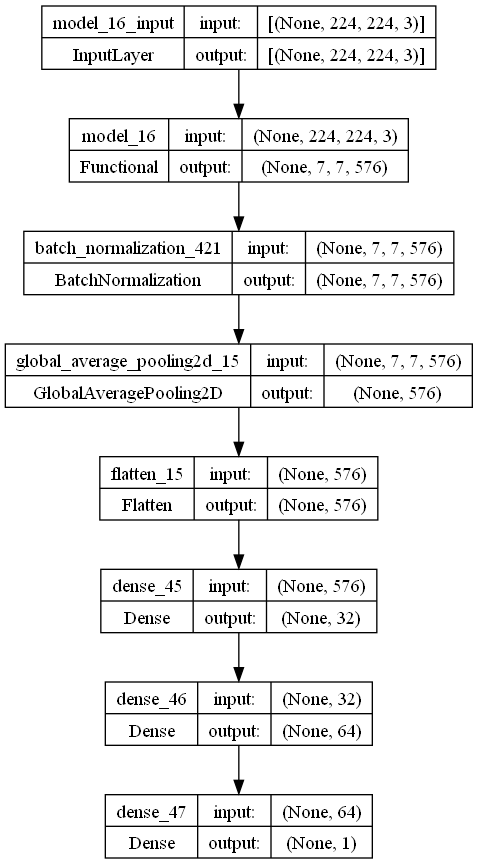 model_16_input input: [(None, 224, 224, 3)]
InputLayer output: [(None, 224, 224, 3)]
model_16 input: (None, 224, 224, 3)
Functional output: (None, 7, 7, 576)
batch_normalization_421 input: (None, 7, 7, 576)
BatchNormalization output: (None, 7, 7, 576)
global_average_pooling2d_15 input: (None, 7, 7, 576)
GlobalAveragePooling2D output: (None, 576)
flatten_15 input: (None, 576)
Flatten output: (None, 576)
dense_45 input: (None, 576)
Dense output: (None, 32)
dense_46 input: (None, 32)
Dense output: (None, 64)
dense_47 input: (None, 64)
Dense output: (None, 1)